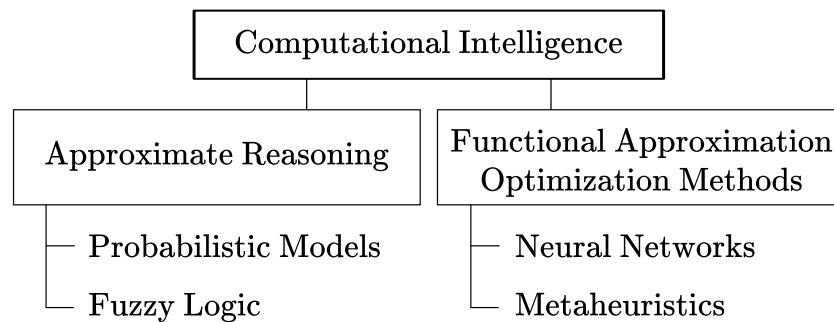 Computational Intelligence
Approximate Reasoning
Functional Approximation
Optimization Methods
Probabilistic Models
Fuzzy Logic
Neural Networks
Metaheuristics